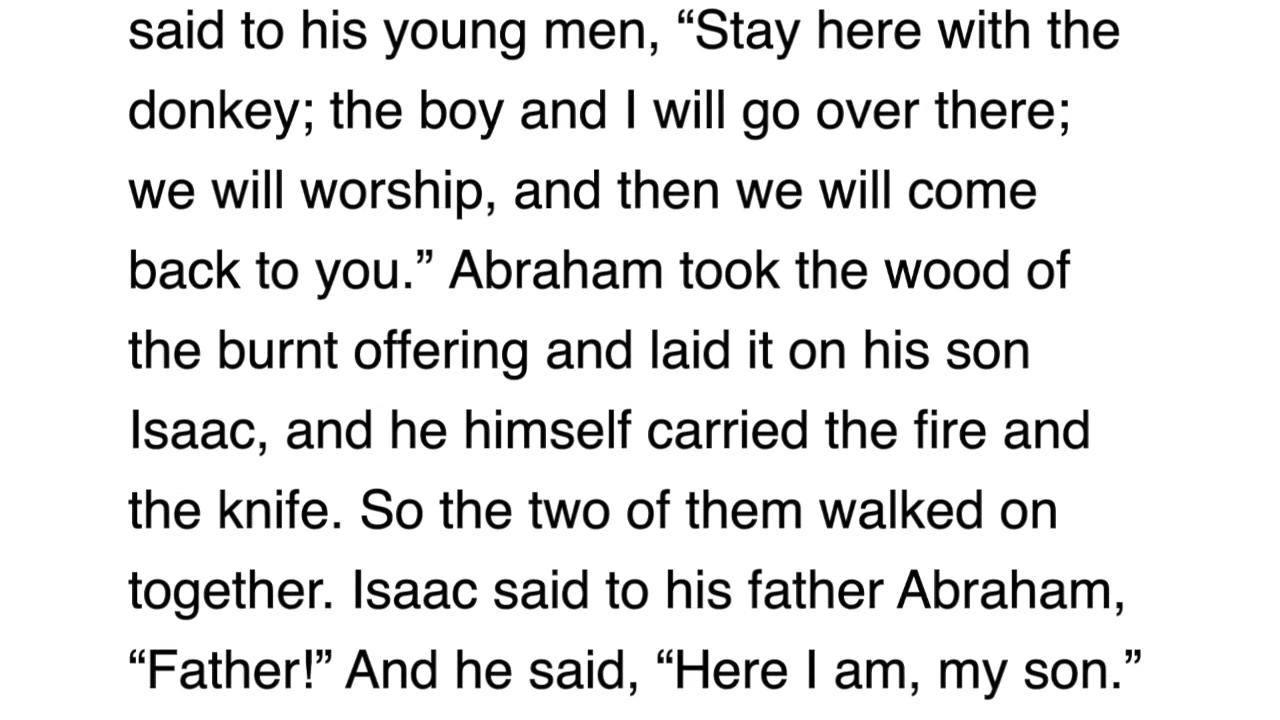 said to his young men, “Stay here with the
donkey; the boy and I will go over there;
we will worship, and then we will come
back to you.” Abraham took the wood of
the burnt offering and laid it on his son
Isaac, and he himself carried the fire and
the knife. So the two of them walked on
together. Isaac said to his father Abraham,
“Father!” And he said, “Here I am, my son.”